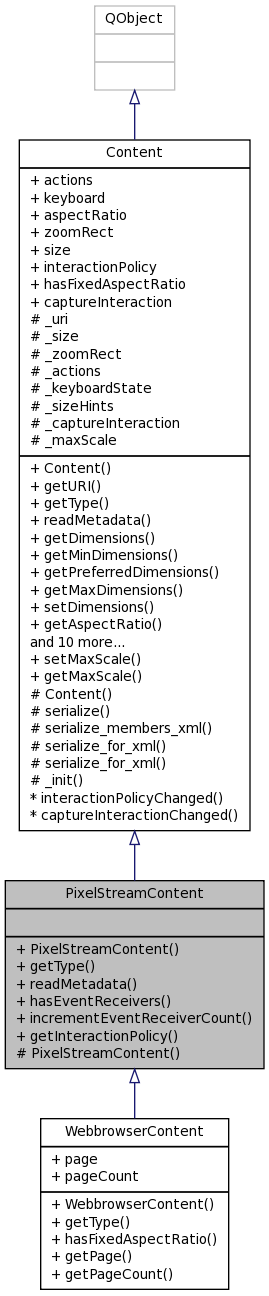 QObject
Content
+ actions
+ keyboard
+ aspectRatio
+ zoomRect
+ size
+ interactionPolicy
+ hasFixedAspectRatio
+ captureInteraction
# _uri
# _size
# _zoomRect
# _actions
# _keyboardState
# _sizeHints
# _captureInteraction
# _maxScale
+ Content()
+ getURI()
+ getType()
+ readMetadata()
+ getDimensions()
+ getMinDimensions()
+ getPreferredDimensions()
+ getMaxDimensions()
+ setDimensions()
+ getAspectRatio()
and 10 more...
+ setMaxScale()
+ getMaxScale()
# Content()
# serialize()
# serialize_members_xml()
# serialize_for_xml()
# serialize_for_xml()
# _init()
* interactionPolicyChanged()
* captureInteractionChanged()
PixelStreamContent
+ PixelStreamContent()
+ getType()
+ readMetadata()
+ hasEventReceivers()
+ incrementEventReceiverCount()
+ getInteractionPolicy()
# PixelStreamContent()
WebbrowserContent
+ page
+ pageCount
+ WebbrowserContent()
+ getType()
+ hasFixedAspectRatio()
+ getPage()
+ getPageCount()